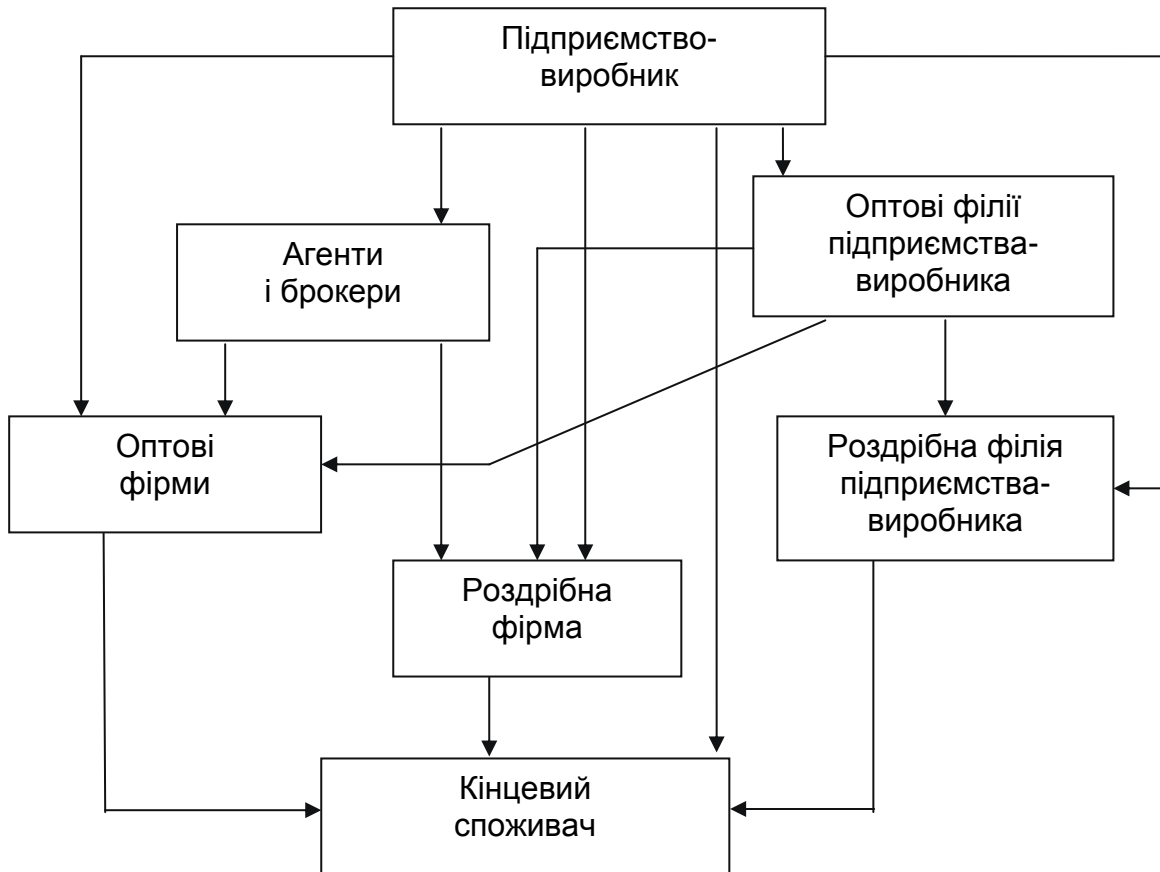 Підприємство-
виробник
Оптові філії
підприємства-
виробника
Агенти
і брокери
Оптові
фірми
Роздрібна філія
підприємства-
виробника
Роздрібна
фірма
Кінцевий
споживач